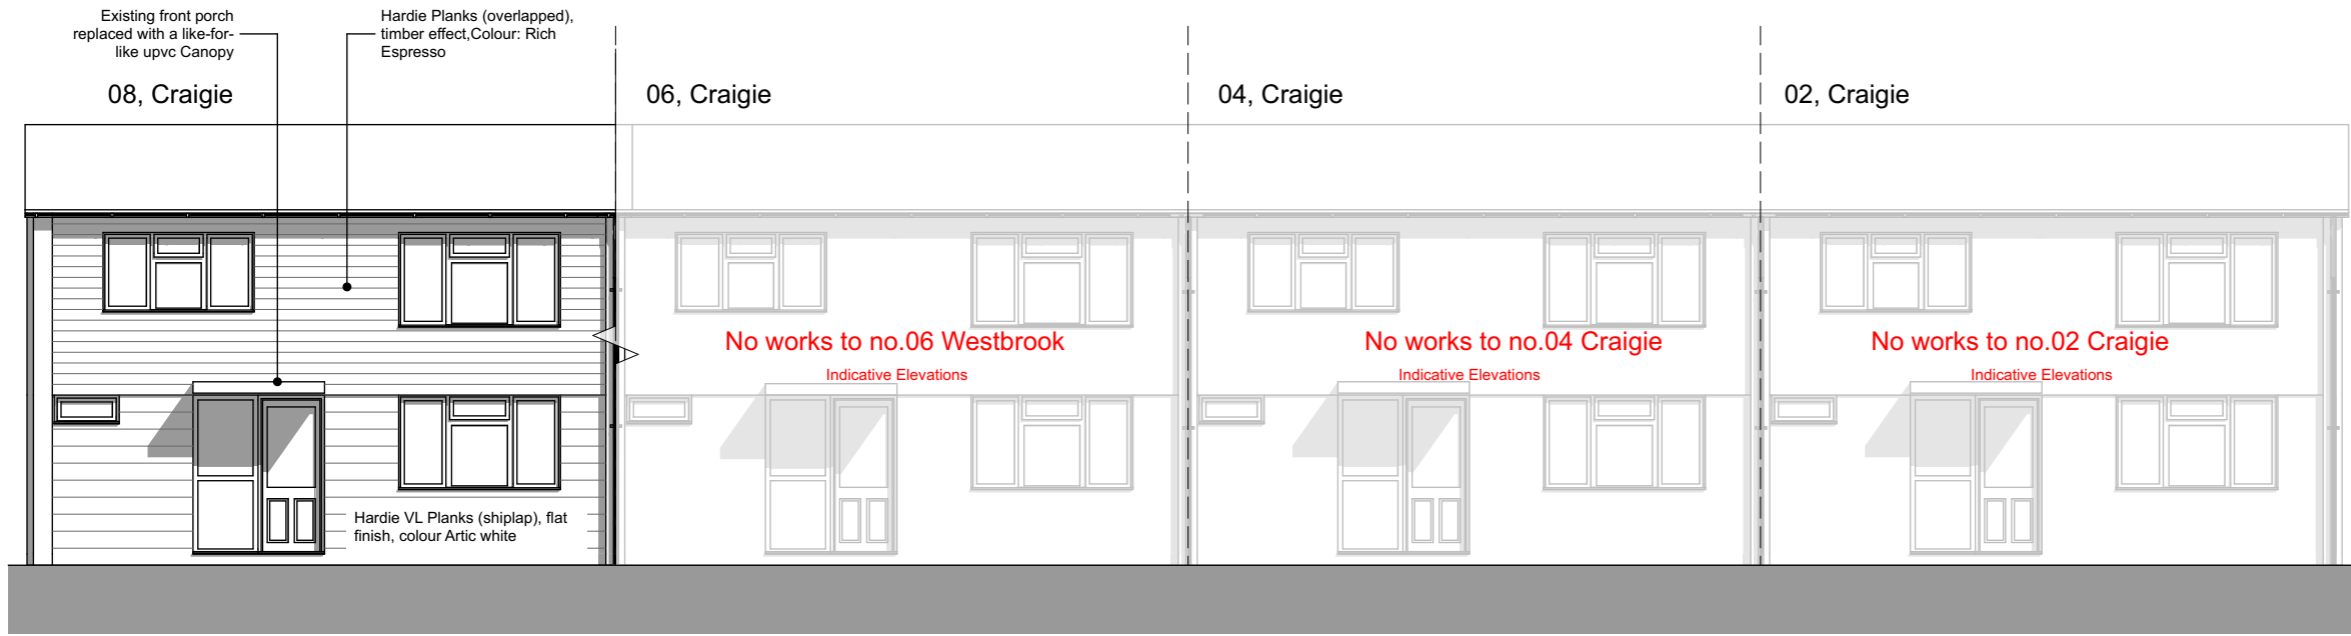 Existing front porch
replaced with a like-for-
like upvc Canopy
Hardie Planks (overlapped),
timber effect,Colour: Rich
Espresso
08, Craigie
06, Craigie
04, Craigie
02, Craigie
No works to no.06 Westbrook
Indicative Elevations
No works to no.04 Craigie
Indicative Elevations
No works to no.02 Craigie
Indicative Elevations
Hardie VL Planks (shiplap), flat
finish, colour Artic white